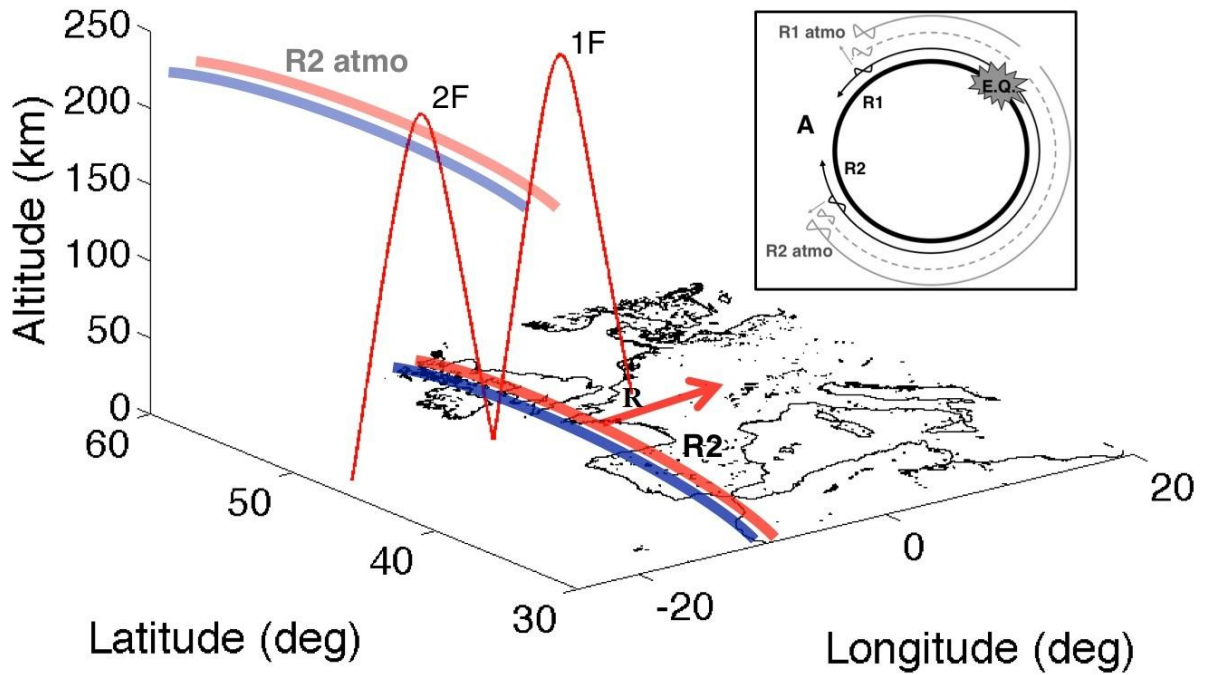 250
200
150
100
50
0
Altitude (km)
60
50
40
30
Latitude (deg)
-20
0
20
Longitude (deg)
R2 atmo
2F
1F
R
R2
R1 atmo
R1
E.Q.
A
R2
R2 atmo